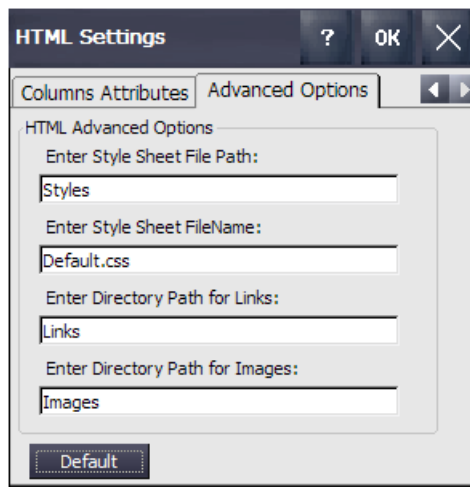 HTML Settings ? OK
Columns Attributes Advanced Options
HTML Advanced Options
Enter Style Sheet File Path:
Styles
Enter Style Sheet FileName:
Default.css
Enter Directory Path for Links:
Links
Enter Directory Path for Images:
Images
Default